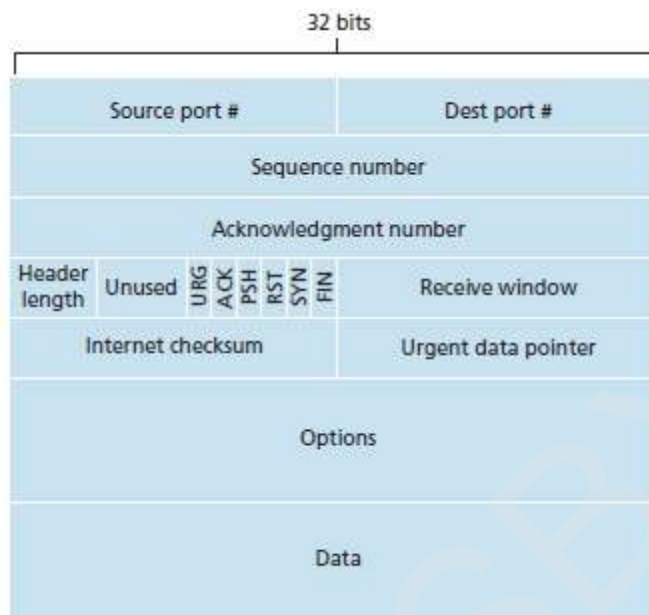 32 bits
Source port # Dest port #
Sequence number
Acknowledgment number
Header length Unused URG ACK PSH RST SYN FIN Receive window
Internet checksum Urgent data pointer
Options
Data